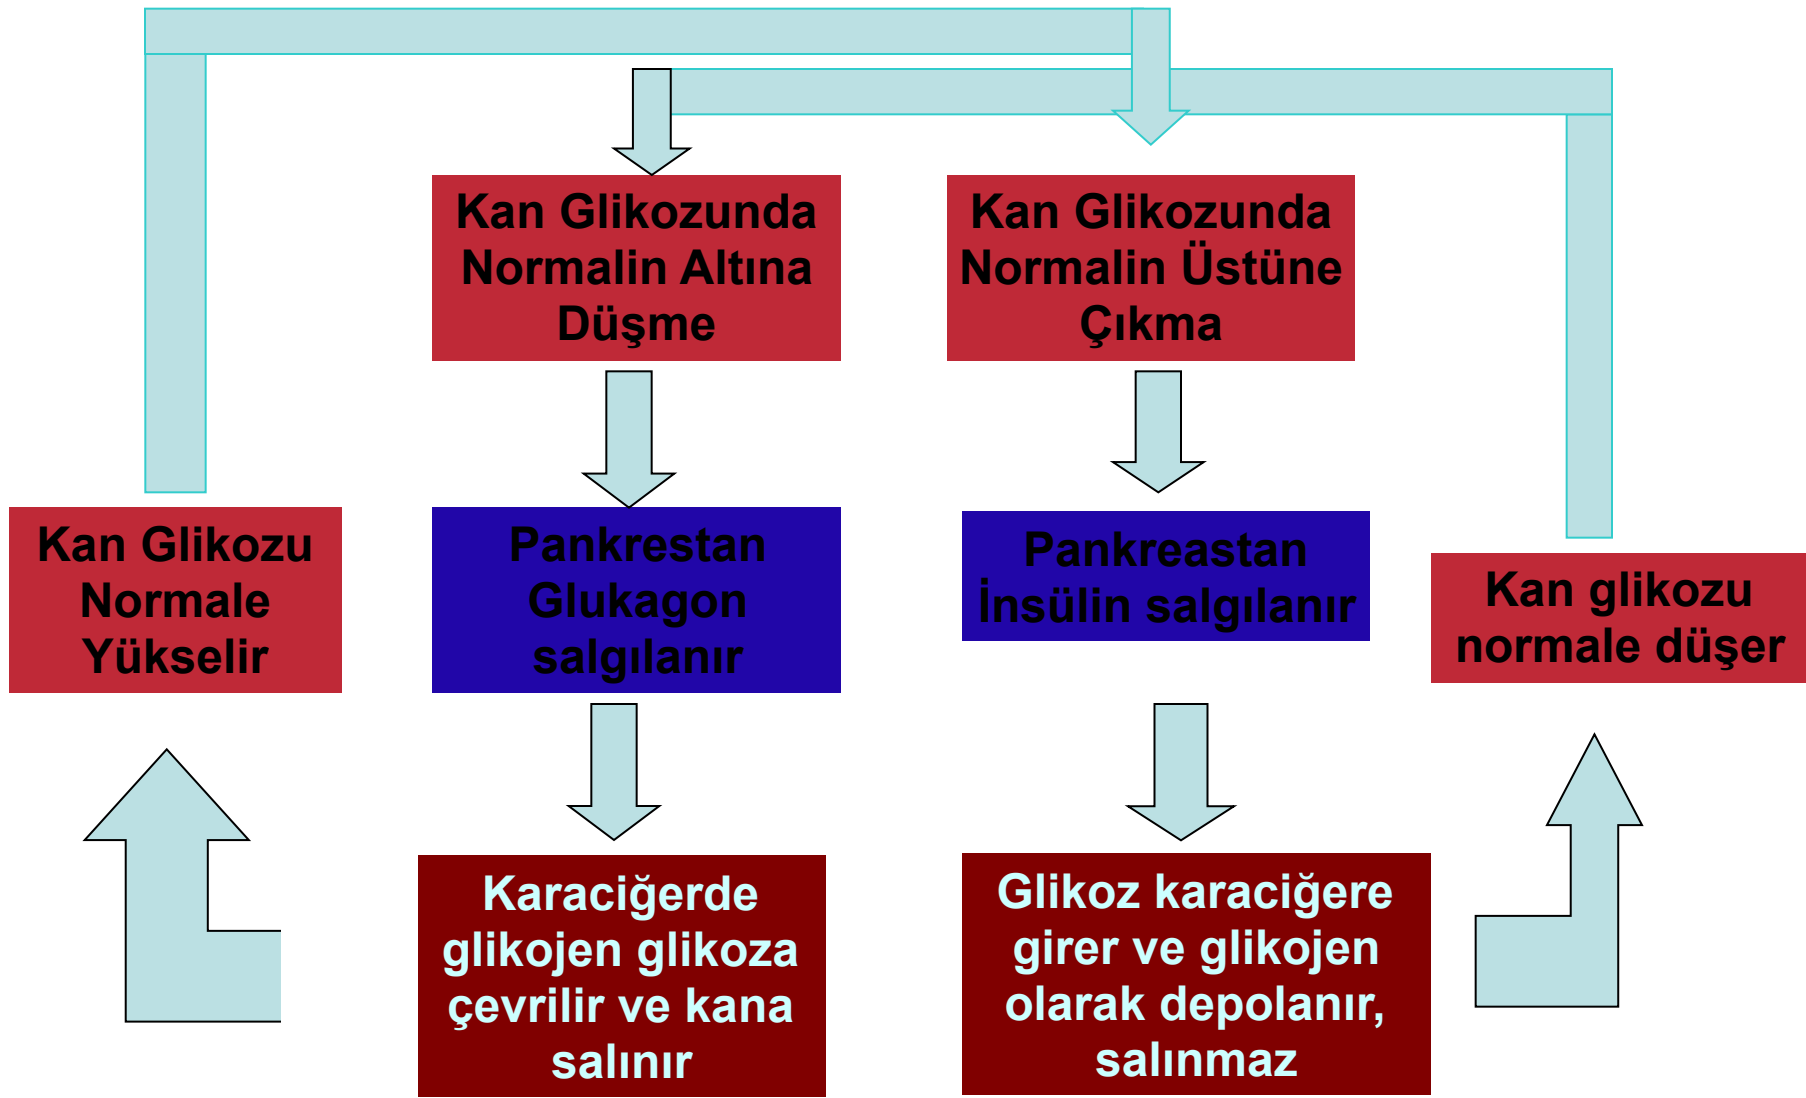 Kan Glikozunda
Normalin Altına
Düşme
Kan Glikozunda
Normalin Üstüne
Çıkma
Kan Glikozu
Normale
Yükselir
Pankrestan
Glukagon
salgılanır
Pankreastan
İnsülin salgılanır
Kan glikozu
normale düşer
Karaciğerde
glikojen glikoza
çevrilir ve kana
salınır
Glikoz karaciğere
girer ve glikojen
olarak depolanır,
salınmaz